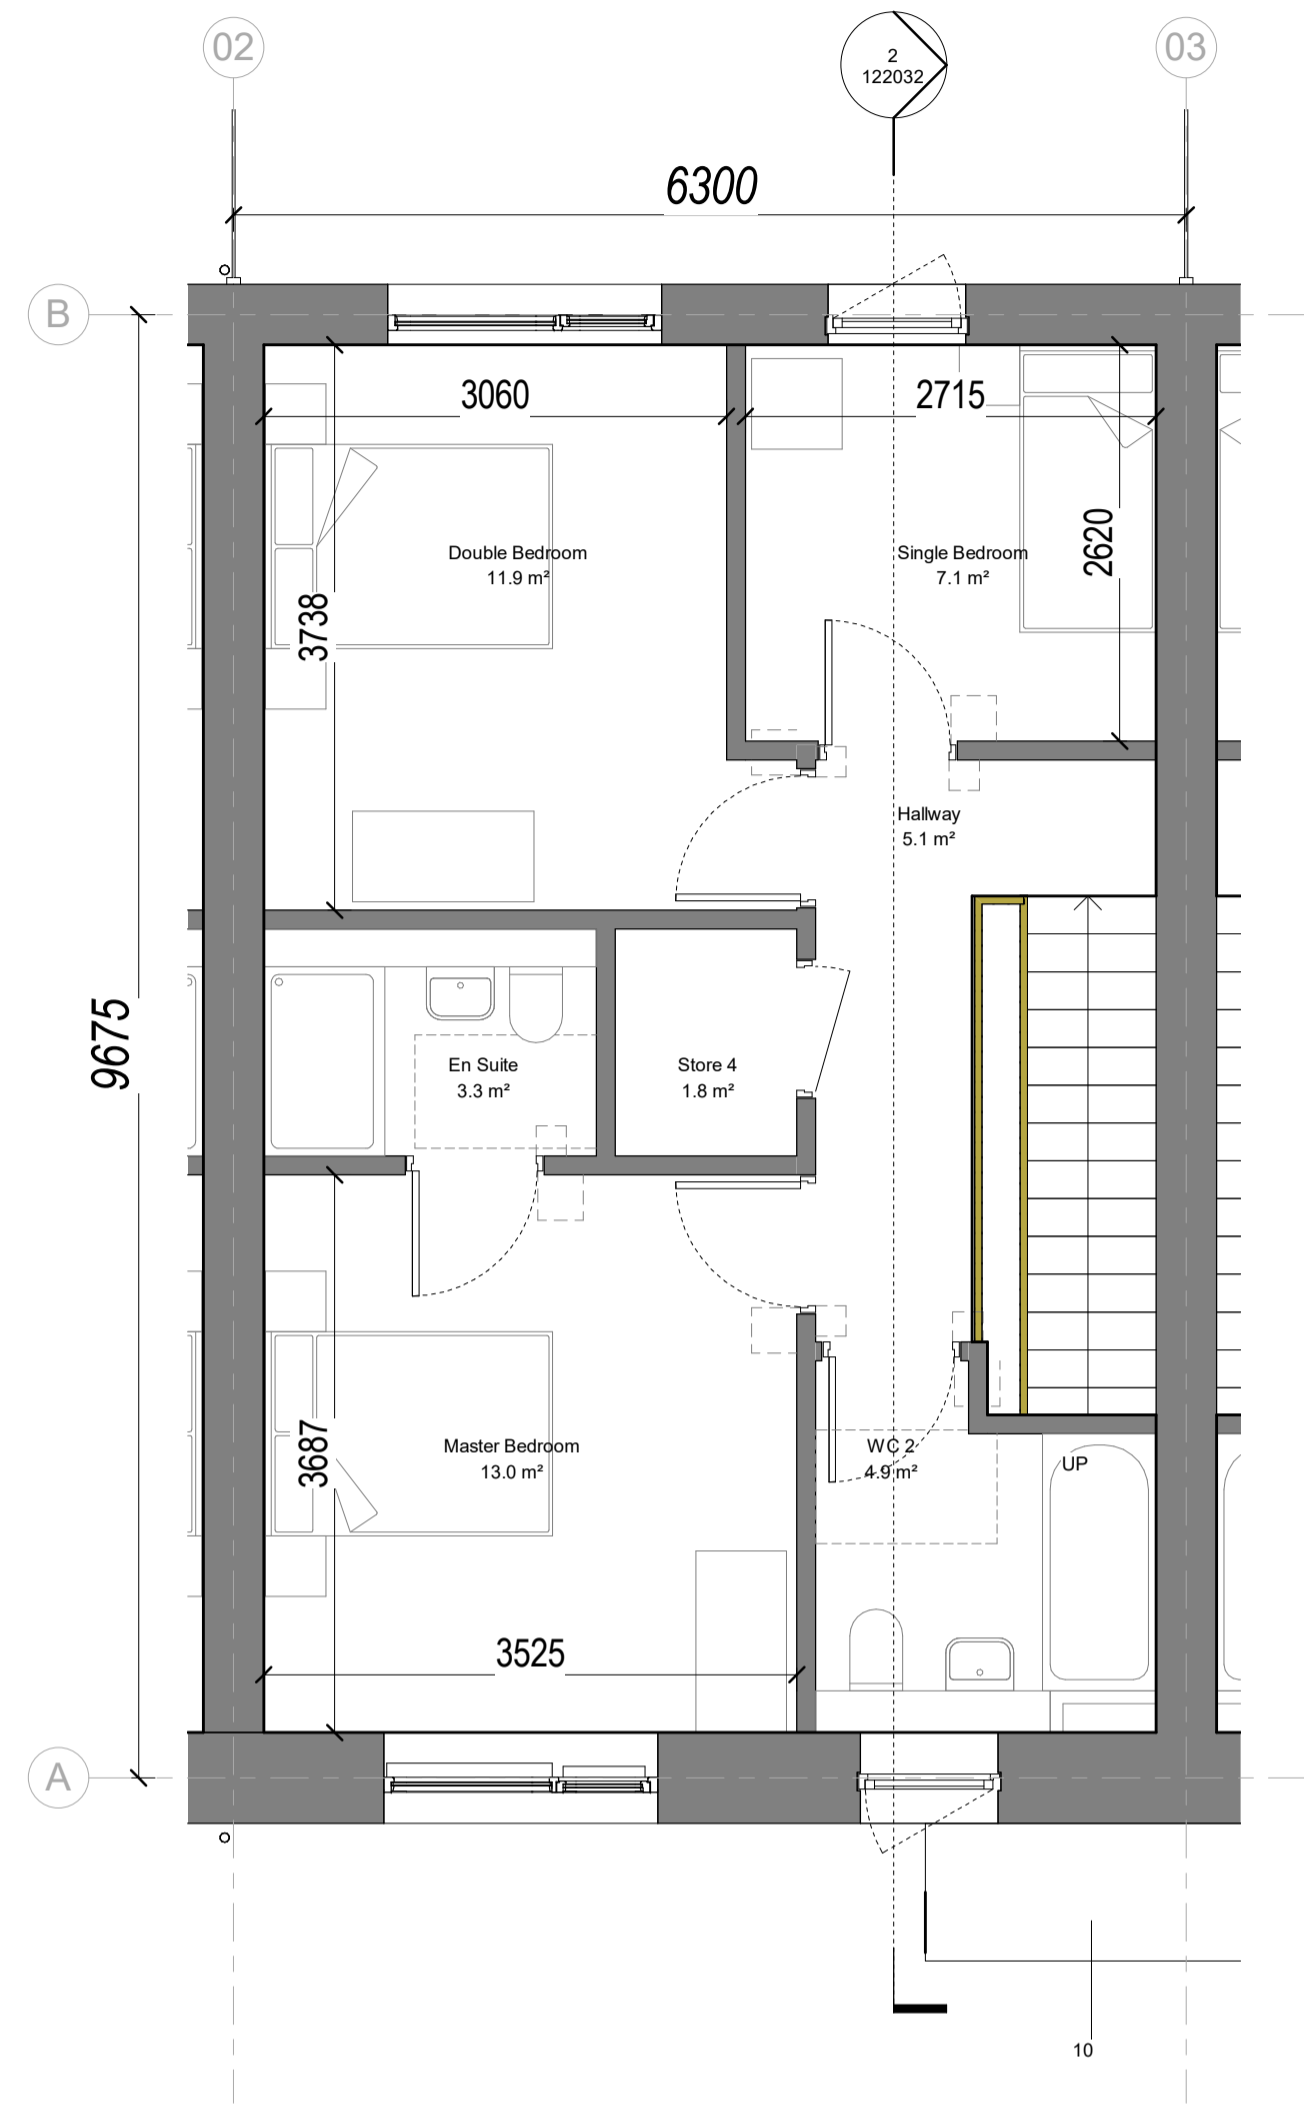 02
2
122032
03
6300
B
3060
2715
Double Bedroom
11.9 m²
Single Bedroom
7.1 m²
2620
3738
Hallway
5.1 m²
9675
En Suite
3.3 m²
Store 4
1.8 m²
3687
Master Bedroom
13.0 m²
WC 2
4.9 m²
UP
3525
A
10